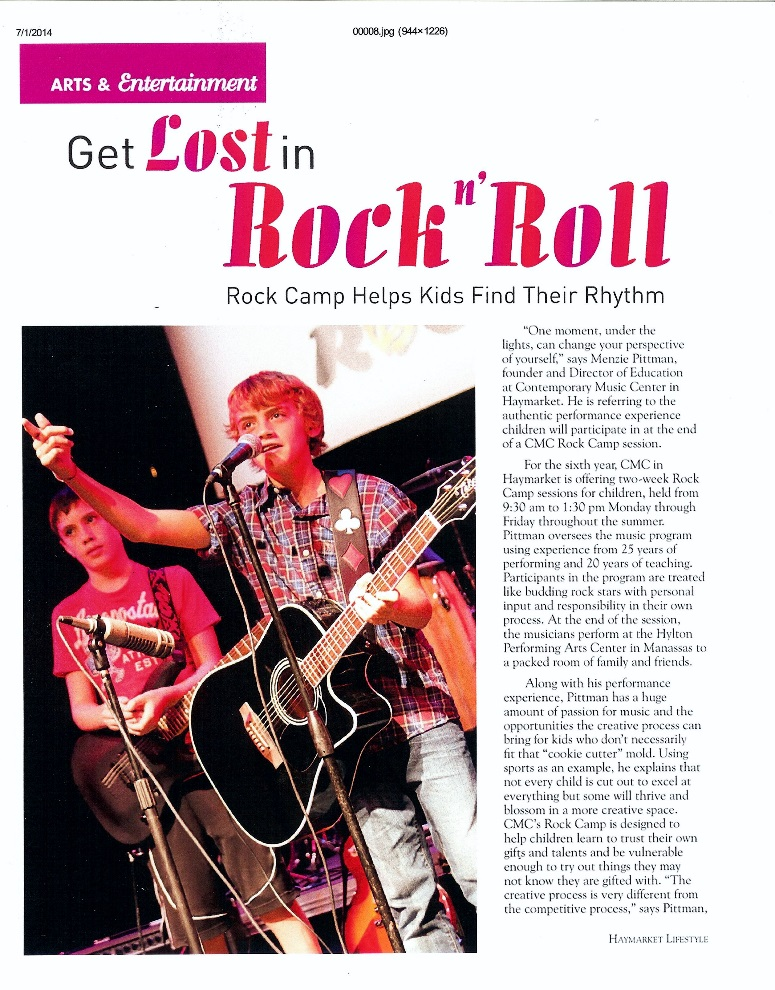 7/1/2014
00008.jpg (944×1226)
ARTS & Entertainment
Get Lost in
Rock n' Roll
Rock Camp Helps Kids Find Their Rhythm
“One moment, under the
lights, can change your perspective
of yourself,” says Menzie Pittman,
founder and Director of Education
at Contemporary Music Center in
Haymarket. He is referring to the
authentic performance experience
children will participate in at the end
of a CMC Rock Camp session.
For the sixth year, CMC in
Haymarket is offering two-week Rock
Camp sessions for children, held from
9:30 am to 1:30 pm Monday through
Friday throughout the summer.
Pittman oversees the music program
using experience from 25 years of
performing and 20 years of teaching.
Participants in the program are treated
like budding rock stars with personal
input and responsibility in their own
process. At the end of the session,
the musicians perform at the Hylton
Performing Arts Center in Manassas to
a packed room of family and friends.
Along with his performance
experience, Pittman has a huge
amount of passion for music and the
opportunities the creative process can
bring for kids who don’t necessarily
fit that “cookie cutter” mold. Using
sports as an example, he explains that
not every child is cut out to excel at
everything but some will thrive and
blossom in a more creative space.
CMC’s Rock Camp is designed to
help children learn to trust their own
gifts and talents and be vulnerable
enough to try out things they may
not know they are gifted with. “The
creative process is very different from
the competitive process,” says Pittman,
HAYMARKET LIFESTYLE